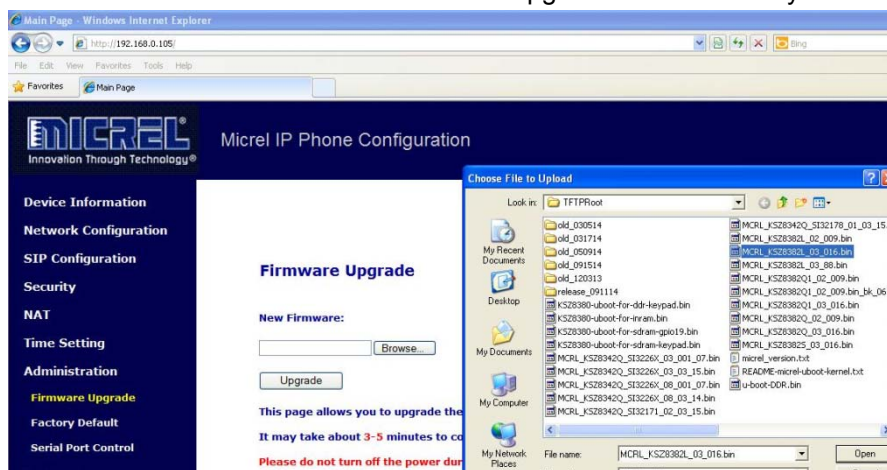 Main Page - Windows Internet Explorer
http://192.168.0.105/
Bing
File Edit View Favorites Tools Help
Favorites Main Page
MICREL
Innovation Through Technology®
Micrel IP Phone Configuration
Device Information
Network Configuration
SIP Configuration
Security
NAT
Time Setting
Administration
Firmware Upgrade
Factory Default
Serial Port Control
Firmware Upgrade
New Firmware:
Browse...
Upgrade
This page allows you to upgrade the
It may take about 3-5 minutes to co
Please do not turn off the power dur
Choose File to Upload
Look in: TFTPRoot
My Recent
Documents
Desktop
My Documents
My Computer
My Network
Places
old_030514
old_031714
old_050914
old_091514
old_120313
release_091114
KSZ8380-uboot-for-ddr-keypad.bin
KSZ8380-uboot-for-inram.bin
KSZ8380-uboot-for-sdram-gpio19.bin
KSZ8380-uboot-for-sdram-keypad.bin
MCRL_KSZ8342Q_SI3226X_03_001_07.bin
MCRL_KSZ8342Q_SI3226X_03_03_15.bin
MCRL_KSZ8342Q_SI3226X_08_001_07.bin
MCRL_KSZ8342Q_SI3226X_08_03_14.bin
MCRL_KSZ8342Q_SI32171_02_03_15.bin
MCRL_KSZ8342Q_SI32178_01_03_15.
MCRL_KSZ8382L_02_009.bin
MCRL_KSZ8382L_03_016.bin
MCRL_KSZ8382L_03_88.bin
MCRL_KSZ8382Q1_02_009.bin
MCRL_KSZ8382Q1_02_009.bin_bk_06
MCRL_KSZ8382Q1_03_016.bin
MCRL_KSZ8382Q_02_009.bin
MCRL_KSZ8382Q_03_016.bin
MCRL_KSZ8382S_03_016.bin
micrel_version.txt
README-micrel-uboot-kernel.txt
u-boot-DDR.bin
File name: MCRL_KSZ8382L_03_016.bin
Open